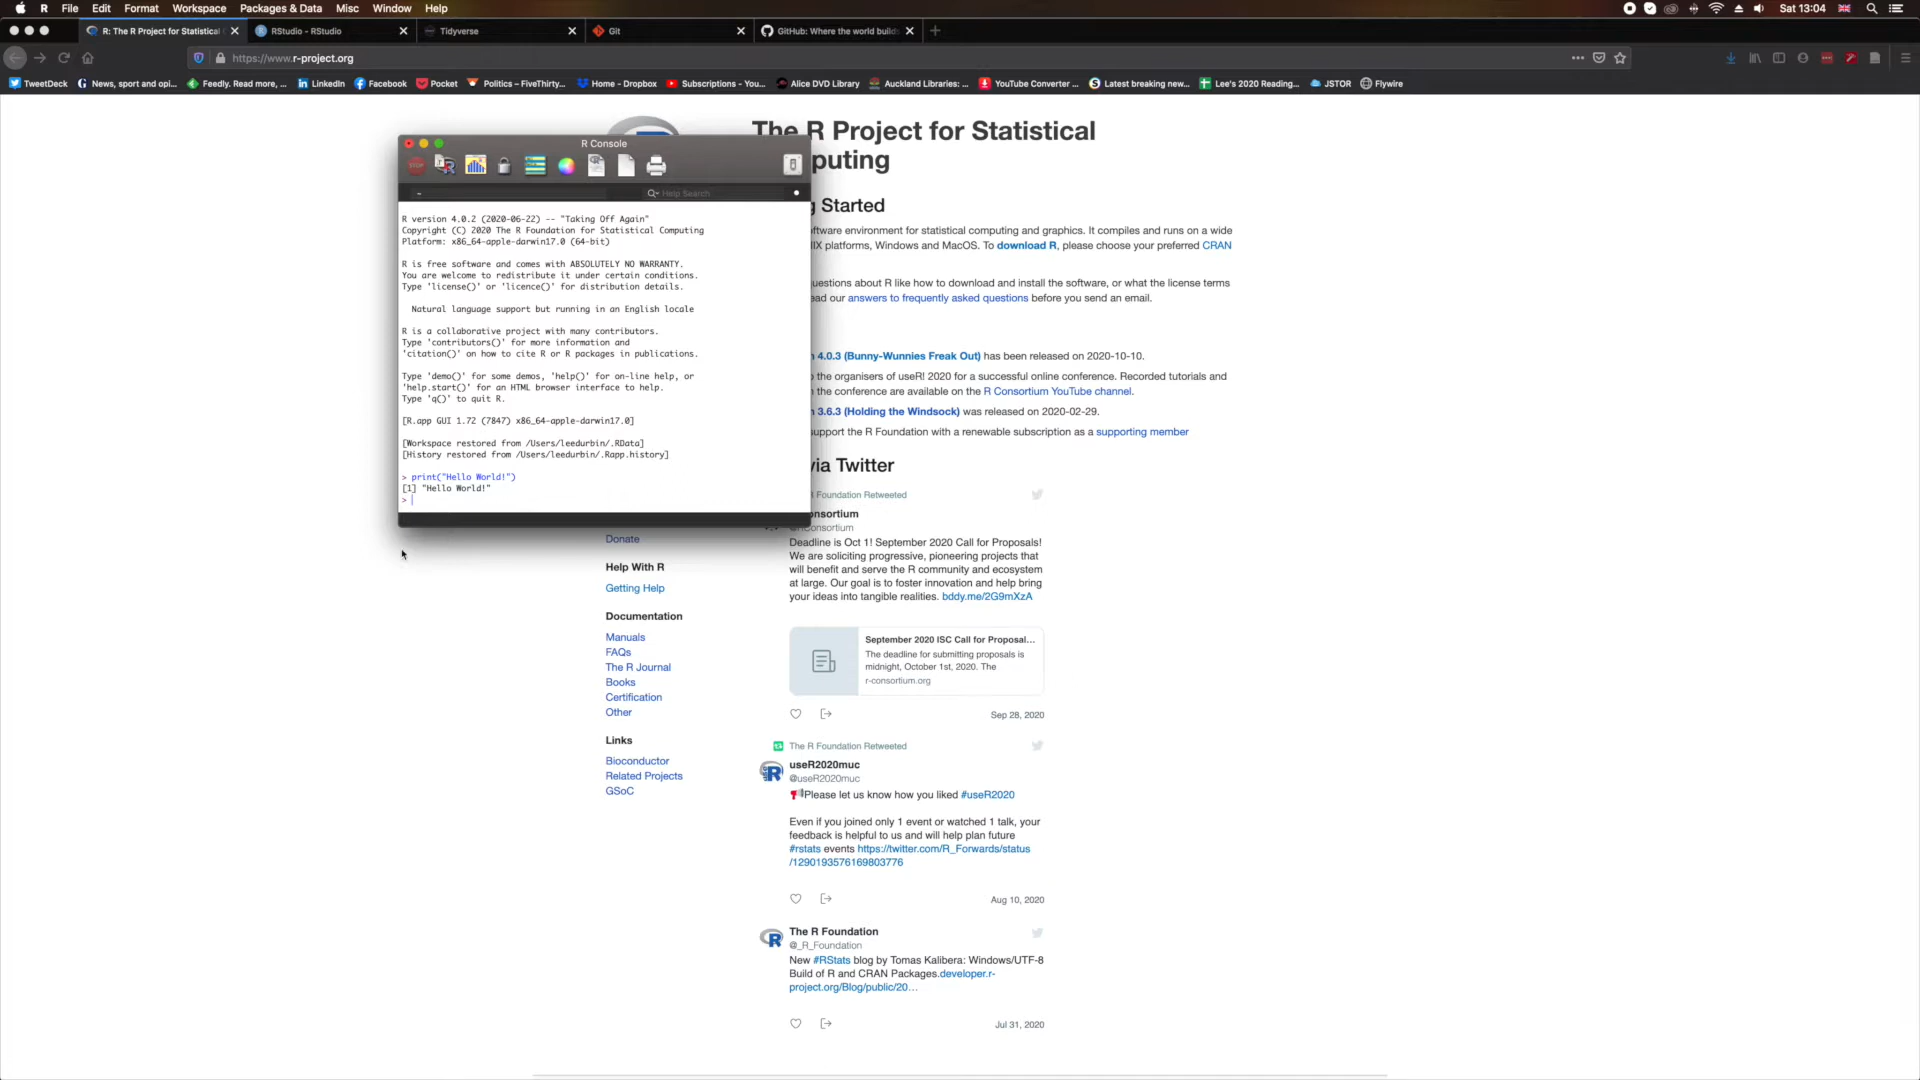 R File Edit Format Workspace Packages & Data Misc Window Help
Sat 13:04
R: The R Project for Statistical
RStudio - RStudio
Tidyverse
Git
GitHub: Where the world builds
https://www.r-project.org
TweetDeck
News, sport and opi...
Feedly. Read more, ...
LinkedIn
Facebook
Pocket
Politics – FiveThirty...
Home - Dropbox
Subscriptions - You...
Alice DVD Library
Auckland Libraries: ...
YouTube Converter ...
Latest breaking new...
Lee's 2020 Reading...
JSTOR
Flywire
The R Project for Statistical
puting
R Console
STOP
Help Search
R version 4.0.2 (2020-06-22) -- "Taking Off Again"
Copyright (C) 2020 The R Foundation for Statistical Computing
Platform: x86_64-apple-darwin17.0 (64-bit)
R is free software and comes with ABSOLUTELY NO WARRANTY.
You are welcome to redistribute it under certain conditions.
Type 'license()' or 'licence()' for distribution details.
Natural language support but running in an English locale
R is a collaborative project with many contributors.
Type 'contributors()' for more information and
'citation()' on how to cite R or R packages in publications.
Type 'demo()' for some demos, 'help()' for on-line help, or
'help.start()' for an HTML browser interface to help.
Type 'q()' to quit R.
[R.app GUI 1.72 (7847) x86_64-apple-darwin17.0]
[Workspace restored from /Users/leedurbin/.RData]
[History restored from /Users/leedurbin/.Rapp.history]
> print("Hello World!")
[1] "Hello World!"
>
g Started
ftware environment for statistical computing and graphics. It compiles and runs on a wide
IX platforms, Windows and MacOS. To download R, please choose your preferred CRAN
uestions about R like how to download and install the software, or what the license terms
ead our answers to frequently asked questions before you send an email.
n 4.0.3 (Bunny-Wunnies Freak Out) has been released on 2020-10-10.
o the organisers of useR! 2020 for a successful online conference. Recorded tutorials and
n the conference are available on the R Consortium YouTube channel.
n 3.6.3 (Holding the Windsock) was released on 2020-02-29.
support the R Foundation with a renewable subscription as a supporting member
via Twitter
R Foundation Retweeted
onsortium
@RConsortium
Deadline is Oct 1! September 2020 Call for Proposals!
We are soliciting progressive, pioneering projects that
will benefit and serve the R community and ecosystem
at large. Our goal is to foster innovation and help bring
your ideas into tangible realities. bddy.me/2G9mXzA
September 2020 ISC Call for Proposal...
The deadline for submitting proposals is
midnight, October 1st, 2020. The
r-consortium.org
Sep 28, 2020
The R Foundation Retweeted
useR2020muc
@useR2020muc
Please let us know how you liked #useR2020
Even if you joined only 1 event or watched 1 talk, your
feedback is helpful to us and will help plan future
#rstats events https://twitter.com/R_Forwards/status
/1290193576169803776
Aug 10, 2020
The R Foundation
@_R_Foundation
New #RStats blog by Tomas Kalibera: Windows/UTF-8
Build of R and CRAN Packages.developer.r-
project.org/Blog/public/20…
Jul 31, 2020
Donate
Help With R
Getting Help
Documentation
Manuals
FAQs
The R Journal
Books
Certification
Other
Links
Bioconductor
Related Projects
GSoC